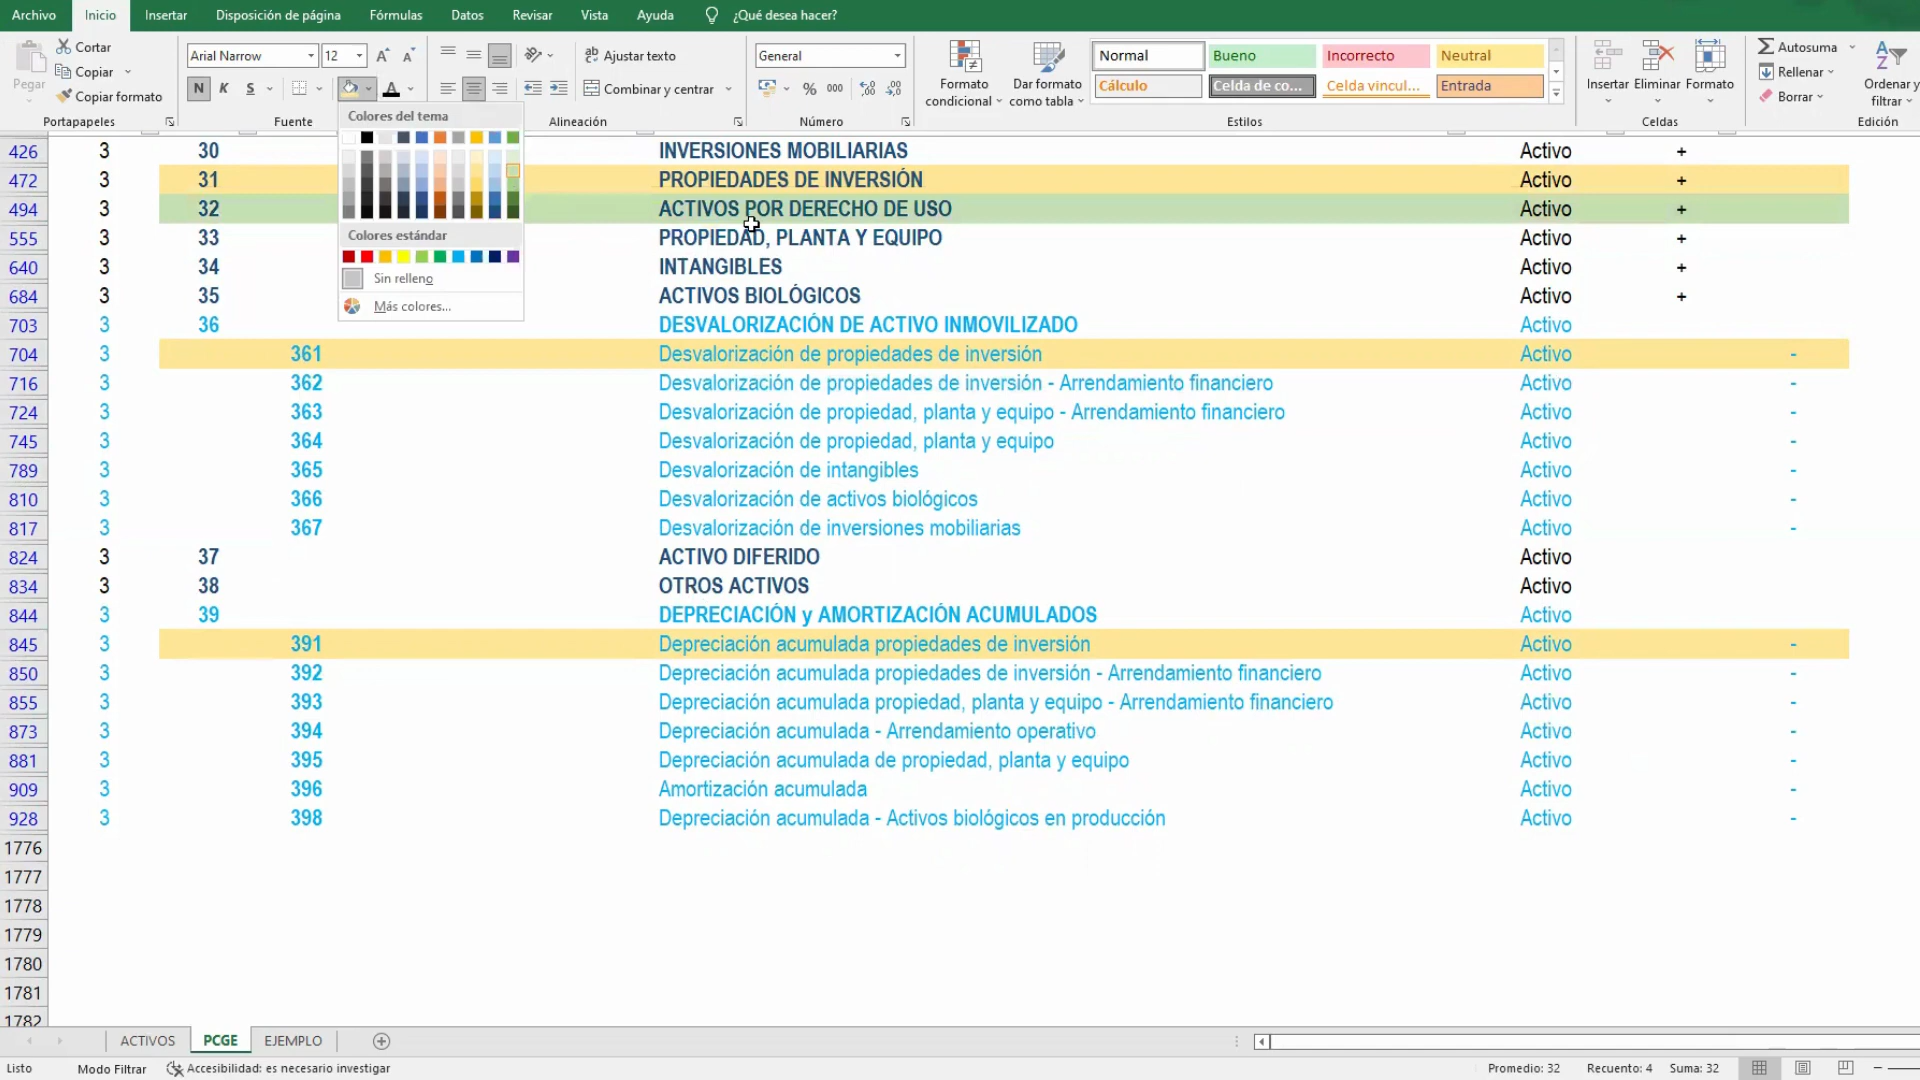 Archivo Inicio Insertar Disposición de página Fórmulas Datos Revisar Vista Ayuda ¿Qué desea hacer?
Pegar
Cortar
Copiar
Copiar formato
Portapapeles
Arial Narrow 12
N K S
Fuente
Ajustar texto
Combinar y centrar
Alineación
General
% 000
Número
Formato condicional
Dar formato como tabla
Normal Bueno Incorrecto Neutral
Cálculo Celda de co... Celda vincul... Entrada
Estilos
Insertar Eliminar Formato
Celdas
Autosuma
Rellenar
Borrar
Ordenar y
filtrar
Edición
Colores del tema
Colores estándar
Sin relleno
Más colores...
426 3 30 INVERSIONES MOBILIARIAS Activo +
472 3 31 PROPIEDADES DE INVERSIÓN Activo +
494 3 32 ACTIVOS POR DERECHO DE USO Activo +
555 3 33 PROPIEDAD, PLANTA Y EQUIPO Activo +
640 3 34 INTANGIBLES Activo +
684 3 35 ACTIVOS BIOLÓGICOS Activo +
703 3 36 DESVALORIZACIÓN DE ACTIVO INMOVILIZADO Activo
704 3 361 Desvalorización de propiedades de inversión Activo -
716 3 362 Desvalorización de propiedades de inversión - Arrendamiento financiero Activo -
724 3 363 Desvalorización de propiedad, planta y equipo - Arrendamiento financiero Activo -
745 3 364 Desvalorización de propiedad, planta y equipo Activo -
789 3 365 Desvalorización de intangibles Activo -
810 3 366 Desvalorización de activos biológicos Activo -
817 3 367 Desvalorización de inversiones mobiliarias Activo -
824 3 37 ACTIVO DIFERIDO Activo
834 3 38 OTROS ACTIVOS Activo
844 3 39 DEPRECIACIÓN y AMORTIZACIÓN ACUMULADOS Activo
845 3 391 Depreciación acumulada propiedades de inversión Activo -
850 3 392 Depreciación acumulada propiedades de inversión - Arrendamiento financiero Activo -
855 3 393 Depreciación acumulada propiedad, planta y equipo - Arrendamiento financiero Activo -
873 3 394 Depreciación acumulada - Arrendamiento operativo Activo -
881 3 395 Depreciación acumulada de propiedad, planta y equipo Activo -
909 3 396 Amortización acumulada Activo -
928 3 398 Depreciación acumulada - Activos biológicos en producción Activo -
1776
1777
1778
1779
1780
1781
1782
ACTIVOS PCGE EJEMPLO
Listo Modo Filtrar Accesibilidad: es necesario investigar Promedio: 32 Recuento: 4 Suma: 32